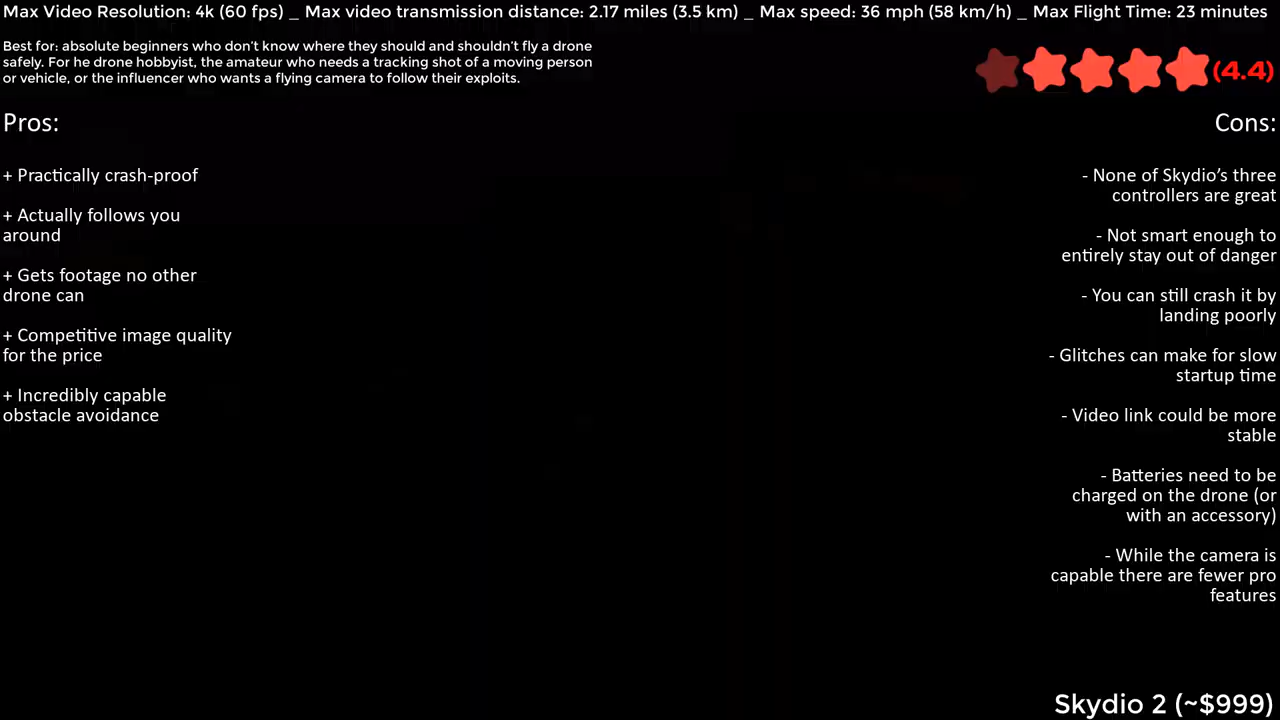 Max Video Resolution: 4k (60 fps) _ Max video transmission distance: 2.17 miles (3.5 km) _ Max speed: 36 mph (58 km/h) _ Max Flight Time: 23 minutes
Best for: absolute beginners who don’t know where they should and shouldn’t fly a drone
safely. For he drone hobbyist, the amateur who needs a tracking shot of a moving person
or vehicle, or the influencer who wants a flying camera to follow their exploits.
(4.4)
Pros:
+ Practically crash-proof
+ Actually follows you
around
+ Gets footage no other
drone can
+ Competitive image quality
for the price
+ Incredibly capable
obstacle avoidance
Cons:
- None of Skydio’s three
controllers are great
- Not smart enough to
entirely stay out of danger
- You can still crash it by
landing poorly
- Glitches can make for slow
startup time
- Video link could be more
stable
- Batteries need to be
charged on the drone (or
with an accessory)
- While the camera is
capable there are fewer pro
features
Skydio 2 (~$999)